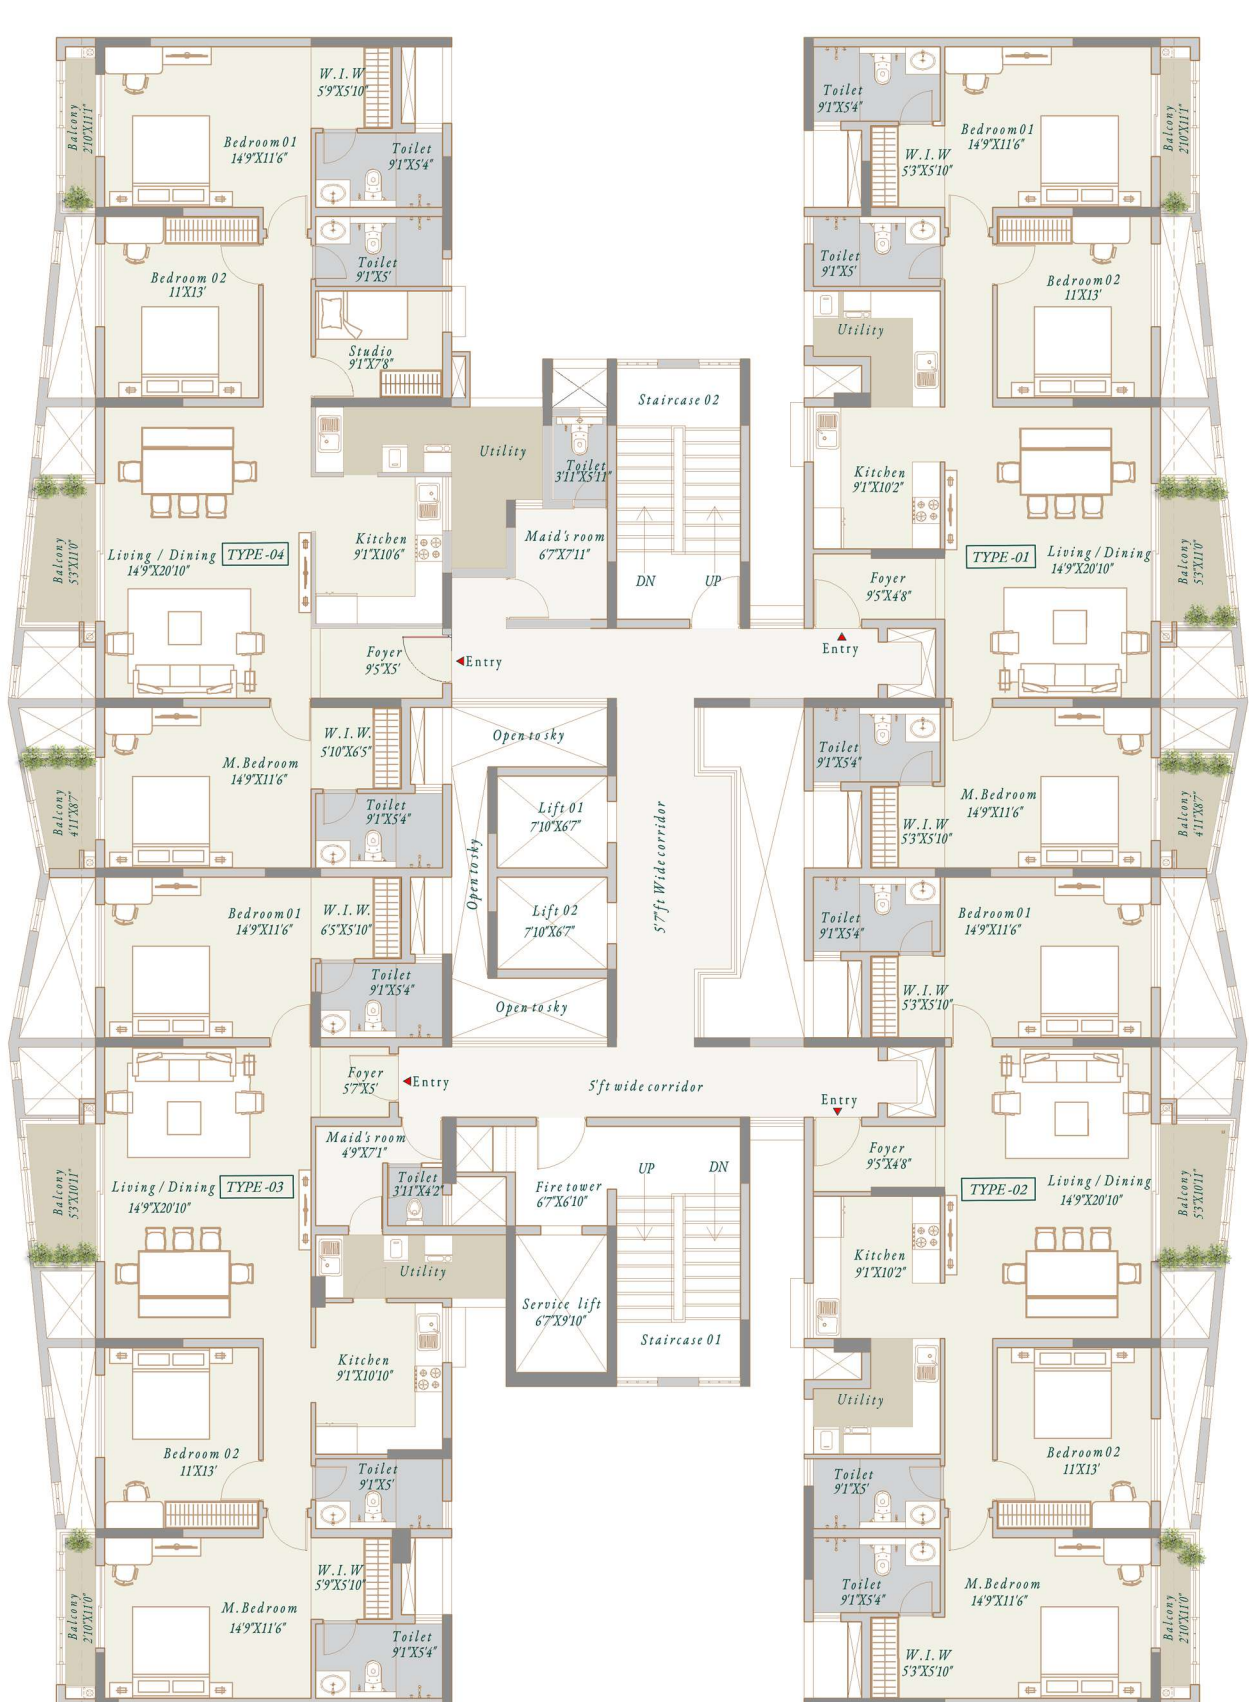 W.I.W
5'9"X5'10"
Balcony
2'10"X11'1"
Bedroom01
14'9"X11'6"
Toilet
9'1"X5'4"
Toilet
9'1"X5'
Bedroom 02
11'X13'
Studio
9'1"X7'8"
Utility
Toilet
3'11"X5'11"
Kitchen
9'1"X10'6"
Maid's room
6'7"X7'11"
Living / Dining
14'9"X20'10"
TYPE-04
Balcony
5'3"X11'0"
Foyer
9'5"X5'
Entry
Staircase 02
DN
UP
Toilet
9'1"X5'4"
Bedroom01
14'9"X11'6"
Balcony
2'10"X11'1"
W.I.W
5'3"X5'10"
Toilet
9'1"X5'
Bedroom02
11'X13'
Utility
Kitchen
9'1"X10'2"
TYPE-01
Living / Dining
14'9"X20'10"
Balcony
5'3"X11'0"
Foyer
9'5"X4'8"
Entry
M.Bedroom
14'9"X11'6"
W.I.W.
5'10"X6'5"
Balcony
4'11"X8'7"
Toilet
9'1"X5'4"
Open to sky
Lift 01
7'10"X6'7"
Open to sky
Lift 02
7'10"X6'7"
Open to sky
5'7"ft Wide corridor
Toilet
9'1"X5'4"
M.Bedroom
14'9"X11'6"
Balcony
4'11"X8'7"
W.I.W
5'3"X5'10"
Bedroom01
14'9"X11'6"
W.I.W.
6'5"X5'10"
Toilet
9'1"X5'4"
Toilet
9'1"X5'4"
Bedroom01
14'9"X11'6"
W.I.W
5'3"X5'10"
Foyer
5'7"X5'
Entry
5'ft wide corridor
Entry
Maid's room
4'9"X7'1"
Toilet
3'11"X4'2"
Living / Dining
14'9"X20'10"
TYPE-03
Balcony
5'3"X10'11"
Fire tower
6'7"X6'10"
UP
DN
Utility
Service lift
6'7"X9'10"
Staircase 01
Foyer
9'5"X4'8"
TYPE-02
Living / Dining
14'9"X20'10"
Balcony
5'3"X10'11"
Kitchen
9'1"X10'2"
Kitchen
9'1"X10'10"
Bedroom 02
11'X13'
Toilet
9'1"X5'
Utility
Bedroom02
11'X13'
Toilet
9'1"X5'
W.I.W
5'9"X5'10"
M.Bedroom
14'9"X11'6"
Balcony
2'10"X11'0"
Toilet
9'1"X5'4"
Toilet
9'1"X5'4"
M.Bedroom
14'9"X11'6"
Balcony
2'10"X11'0"
W.I.W
5'3"X5'10"